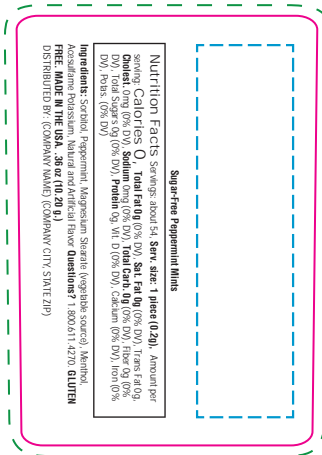 Sugar-Free Peppermint Mints
Nutrition Facts Servings: about 54, Serv. size: 1 piece (0.2g), Amount per
serving: Calories 0, Total Fat 0g (0% DV), Sat. Fat 0g (0% DV), Trans Fat 0g,
Cholest. 0mg (0% DV), Sodium 0mg (0% DV), Total Carb. 0g (0% DV), Fiber 0g (0%
DV), Total Sugars 0g (0% DV), Protein 0g, Vit. D (0% DV), Calcium (0% DV), Iron (0%
DV), Potas. (0% DV)
Ingredients: Sorbitol, Peppermint, Magnesium Stearate (vegetable source), Menthol,
Acesulfame Potassium, Natural and Artificial Flavor Questions? 1.800.611.4270. GLUTEN
FREE. MADE IN THE USA. .36 oz (10.20 g.)
DISTRIBUTED BY: (COMPANY NAME) (COMPANY CITY, STATE ZIP)